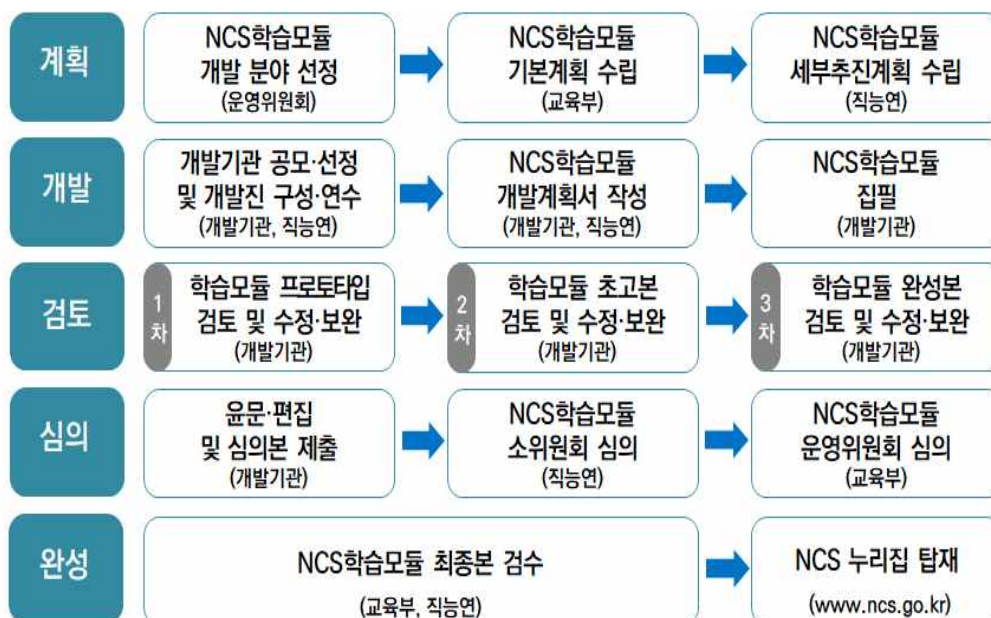 계획
NCS학습모듈
개발 분야 선정
(운영위원회)
NCS학습모듈
기본계획 수립
(교육부)
NCS학습모듈
세부추진계획 수립
(직능연)
개발
개발기관 공모·선정
및 개발진 구성·연수
(개발기관, 직능연)
NCS학습모듈
개발계획서 작성
(개발기관, 직능연)
NCS학습모듈
집필
(개발기관)
검토
1
차
학습모듈 프로토타입
검토 및 수정·보완
(개발기관)
2
차
학습모듈 초고본
검토 및 수정·보완
(개발기관)
3
차
학습모듈 완성본
검토 및 수정·보완
(개발기관)
심의
윤문·편집
및 심의본 제출
(개발기관)
NCS학습모듈
소위원회 심의
(직능연)
NCS학습모듈
운영위원회 심의
(교육부)
완성
NCS학습모듈 최종본 검수
(교육부, 직능연)
NCS 누리집 탑재
(www.ncs.go.kr)